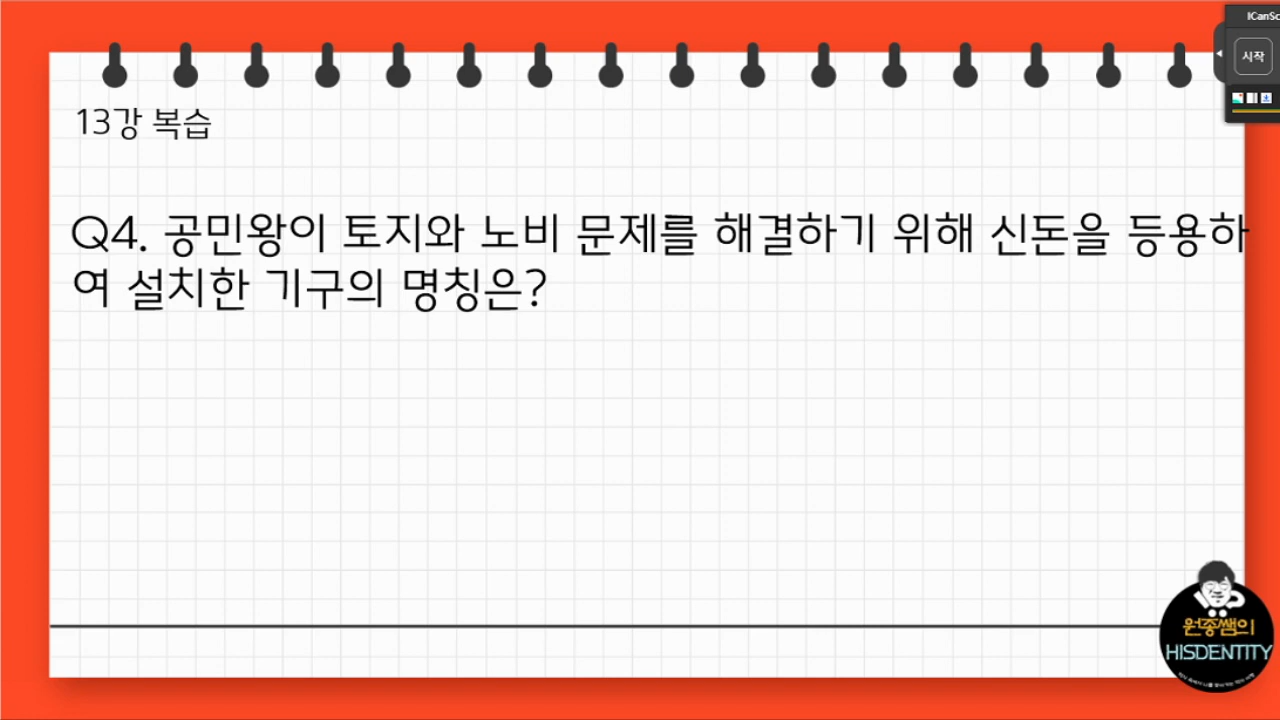 ICanSc
시작
13강 복습
Q4. 공민왕이 토지와 노비 문제를 해결하기 위해 신돈을 등용하
여 설치한 기구의 명칭은?
원종쌤의
HISDENTITY